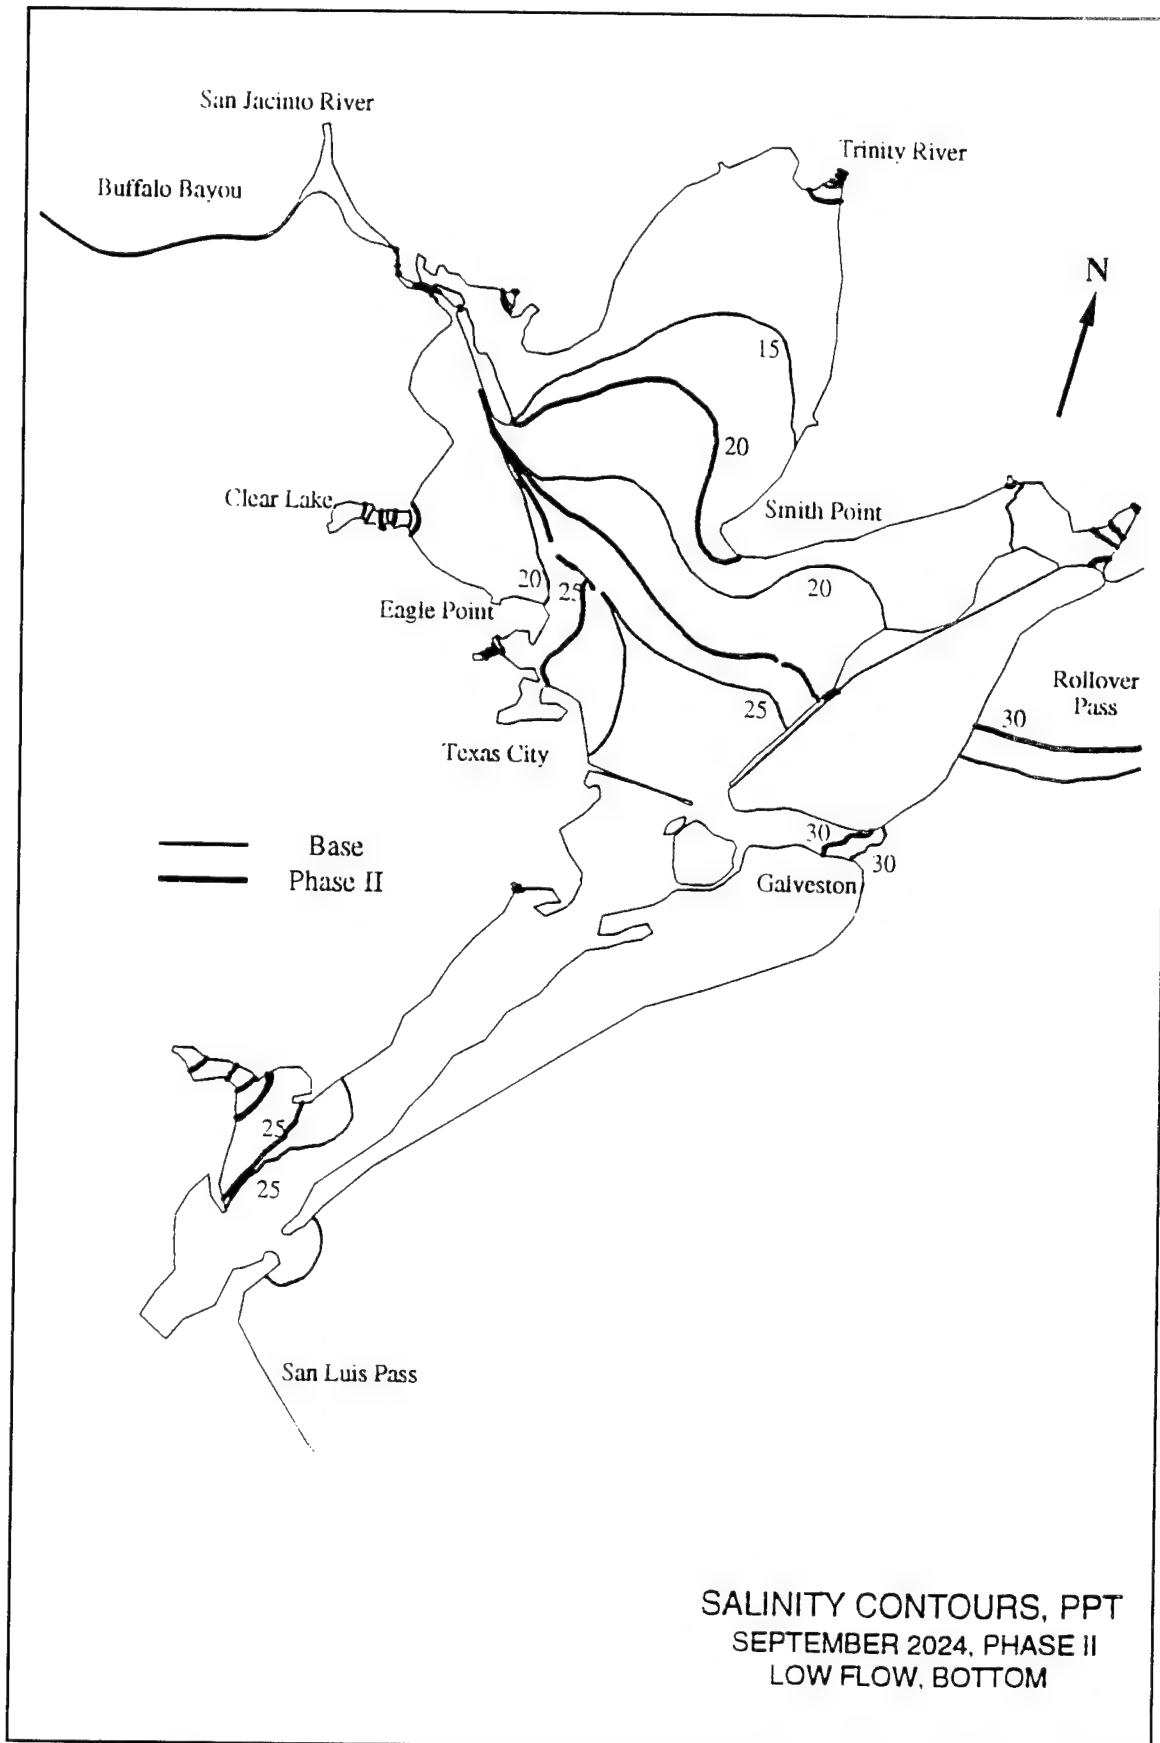 San Jacinto River
Trinity River
Buffalo Bayou
N
15
20
Clear Lake
Smith Point
20
25
20
Eagle Point
Rollover
Pass
30
25
Texas City
30
Base
30
Phase II
Galveston
25
25
San Luis Pass
SALINITY CONTOURS, PPT
SEPTEMBER 2024, PHASE II
LOW FLOW, BOTTOM